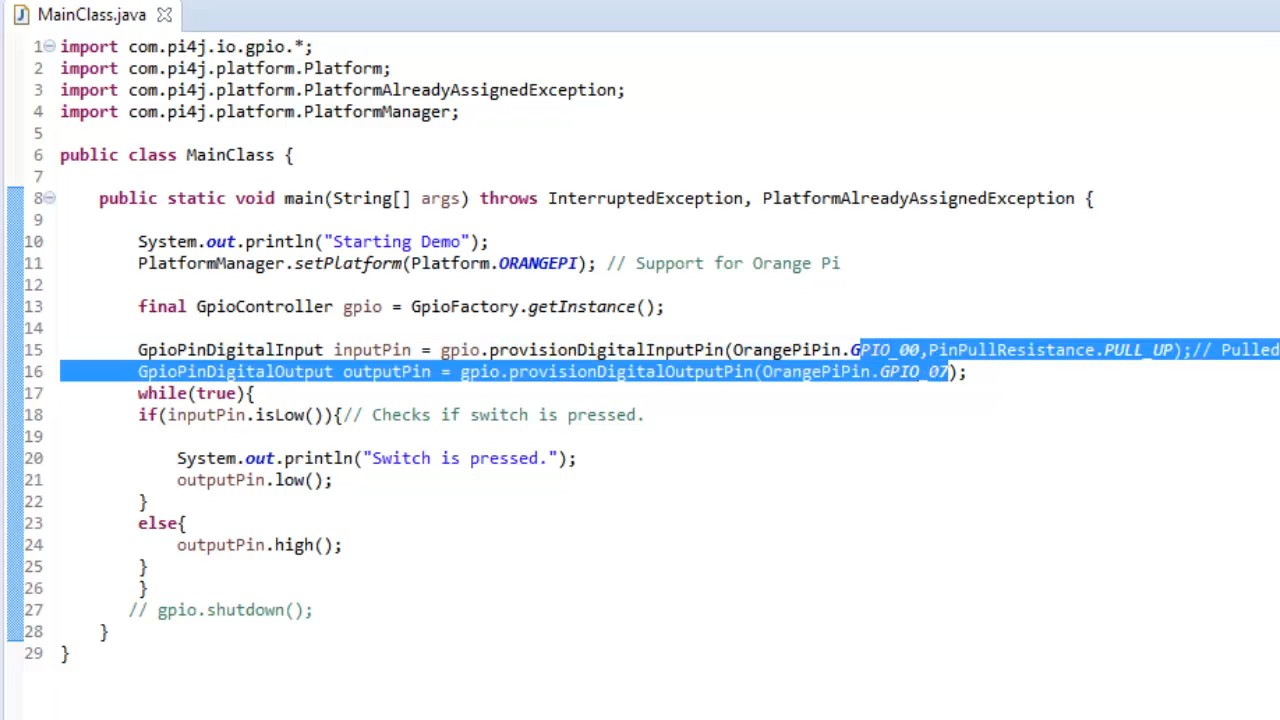 MainClass.java
1 import com.pi4j.io.gpio.*;
2 import com.pi4j.platform.Platform;
3 import com.pi4j.platform.PlatformAlreadyAssignedException;
4 import com.pi4j.platform.PlatformManager;
5
6 public class MainClass {
7
8 public static void main(String[] args) throws InterruptedException, PlatformAlreadyAssignedException {
9
10 System.out.println("Starting Demo");
11 PlatformManager.setPlatform(Platform.ORANGEPI); // Support for Orange Pi
12
13 final GpioController gpio = GpioFactory.getInstance();
14
15 GpioPinDigitalInput inputPin = gpio.provisionDigitalInputPin(OrangePiPin.GPIO_00,PinPullResistance.PULL_UP);// Pulled
16 GpioPinDigitalOutput outputPin = gpio.provisionDigitalOutputPin(OrangePiPin.GPIO_07);
17 while(true){
18 if(inputPin.isLow()){// Checks if switch is pressed.
19
20 System.out.println("Switch is pressed.");
21 outputPin.low();
22 }
23 else{
24 outputPin.high();
25 }
26 }
27 // gpio.shutdown();
28 }
29 }